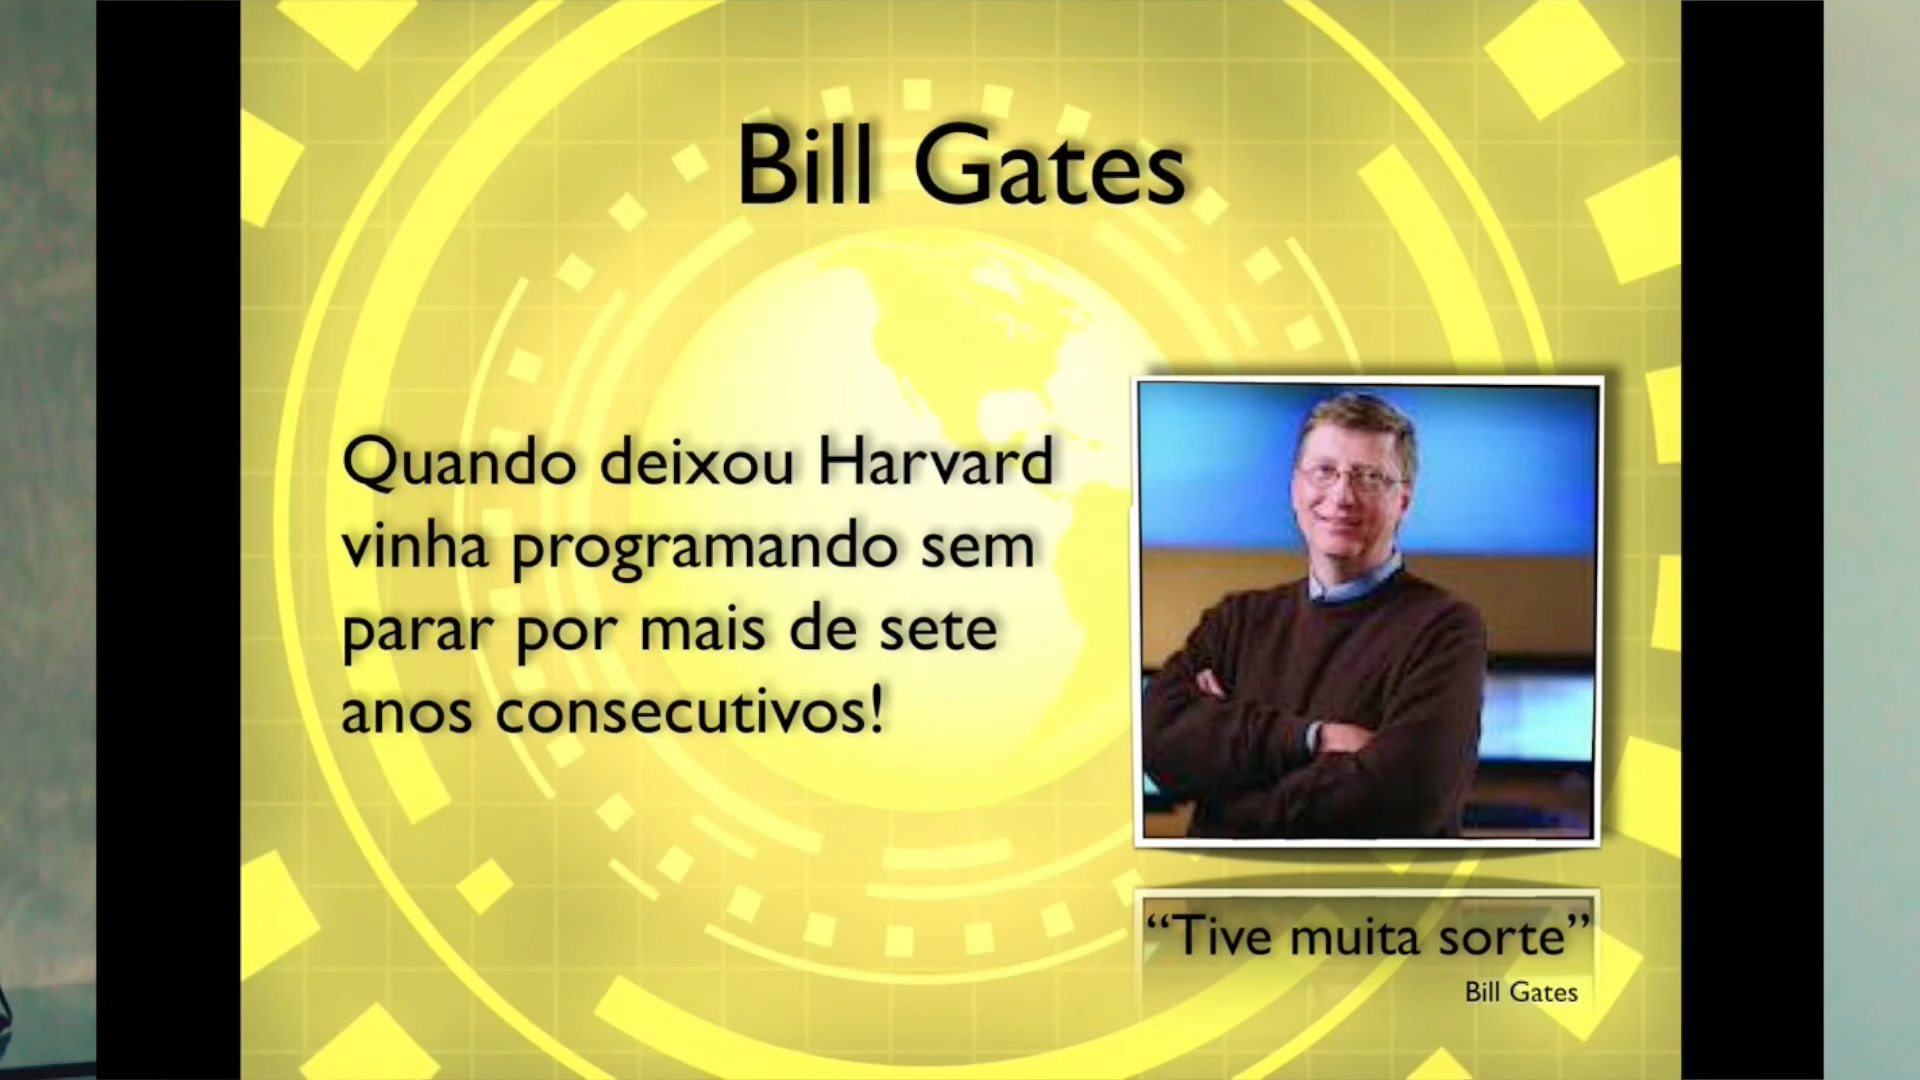 Bill Gates
Quando deixou Harvard
vinha programando sem
parar por mais de sete
anos consecutivos!
“Tive muita sorte”
Bill Gates